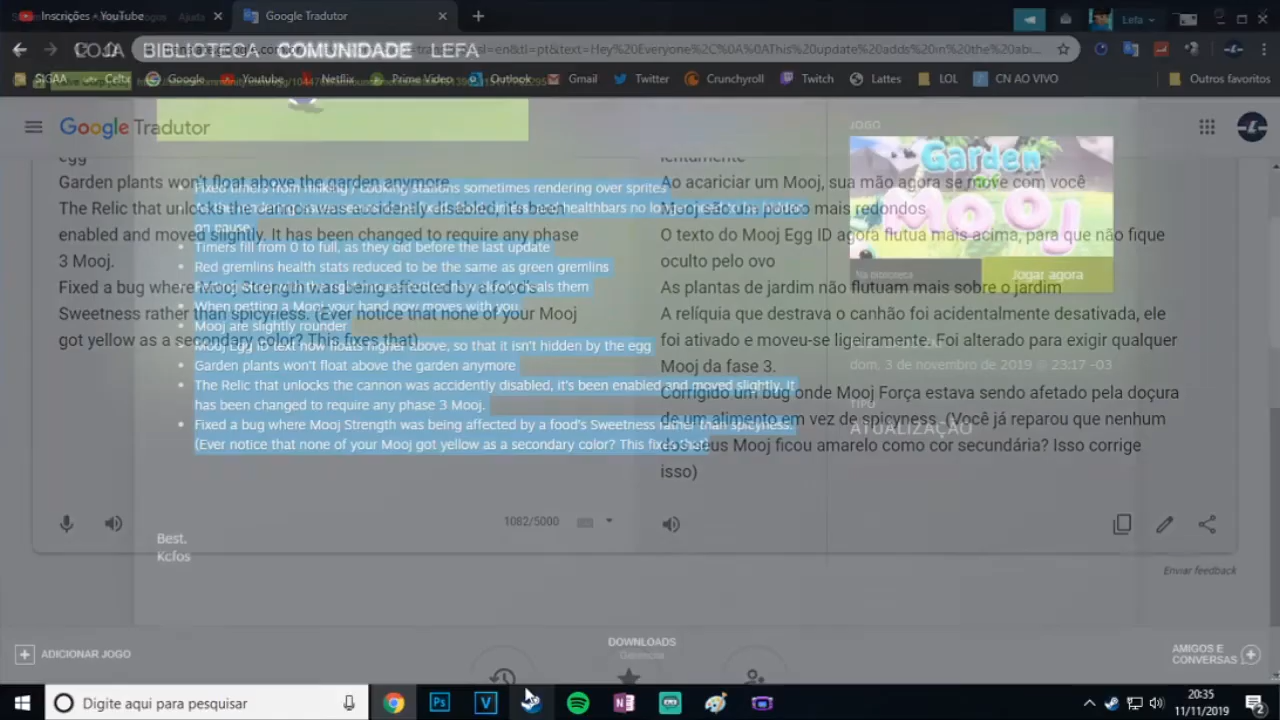 Inscrições - YouTube
Google Tradutor
Ajuda
Lefa
LOJA BIBLIOTECA COMUNIDADE LEFA
SIGAA
Celtx
Google
Youtube
Netflix
Prime Video
Outlook
Gmail
Twitter
Crunchyroll
Twitch
Lattes
LOL
CN AO VIVO
Outros favoritos
Google Tradutor
JOGO
Garden
Mooj
Na biblioteca
Jogar agora
dom, 3 de novembro de 2019 @ 23:17 -03
TIPO
ATUALIZAÇÃO
egg
Garden plants won't float above the garden anymore
The Relic that unlocks the cannon was accidently disabled, it's been
enabled and moved slightly. It has been changed to require any phase
3 Mooj.
Fixed a bug where Mooj Strength was being affected by a food's
Sweetness rather than spicyness. (Ever notice that none of your Mooj
got yellow as a secondary color? This fixes that)
1082/5000
lentamente
Ao acariciar um Mooj, sua mão agora se move com você
Mooj são um pouco mais redondos
O texto do Mooj Egg ID agora flutua mais acima, para que não fique
oculto pelo ovo
As plantas de jardim não flutuam mais sobre o jardim
A relíquia que destrava o canhão foi acidentalmente desativada, ele
foi ativado e moveu-se ligeiramente. Foi alterado para exigir qualquer
Mooj da fase 3.
Corrigido um bug onde Mooj Força estava sendo afetado pela doçura
de um alimento em vez de spicyness. (Você já reparou que nenhum
dos seus Mooj ficou amarelo como cor secundária? Isso corrige
isso)
cooking stations sometimes rendering over sprites
on pause
Timers fill from 0 to full, as they did before the last update
Red gremlins health stats reduced to be the same as green gremlins
When petting a Mooj your hand now moves with you
Mooj are slightly rounder
Mooj Egg ID text now floats higher above, so that it isn't hidden by the egg
Garden plants won't float above the garden anymore
The Relic that unlocks the cannon was accidently disabled, it's been enabled and moved slightly. It
has been changed to require any phase 3 Mooj.
Fixed a bug where Mooj Strength was being affected by a food's Sweetness rather than spicyness.
(Ever notice that none of your Mooj got yellow as a secondary color? This fixes that)
Best,
Kcfos
Enviar feedback
ADICIONAR JOGO
DOWNLOADS
Gerenciar
AMIGOS E
CONVERSAS
Digite aqui para pesquisar
20:35
11/11/2019
2